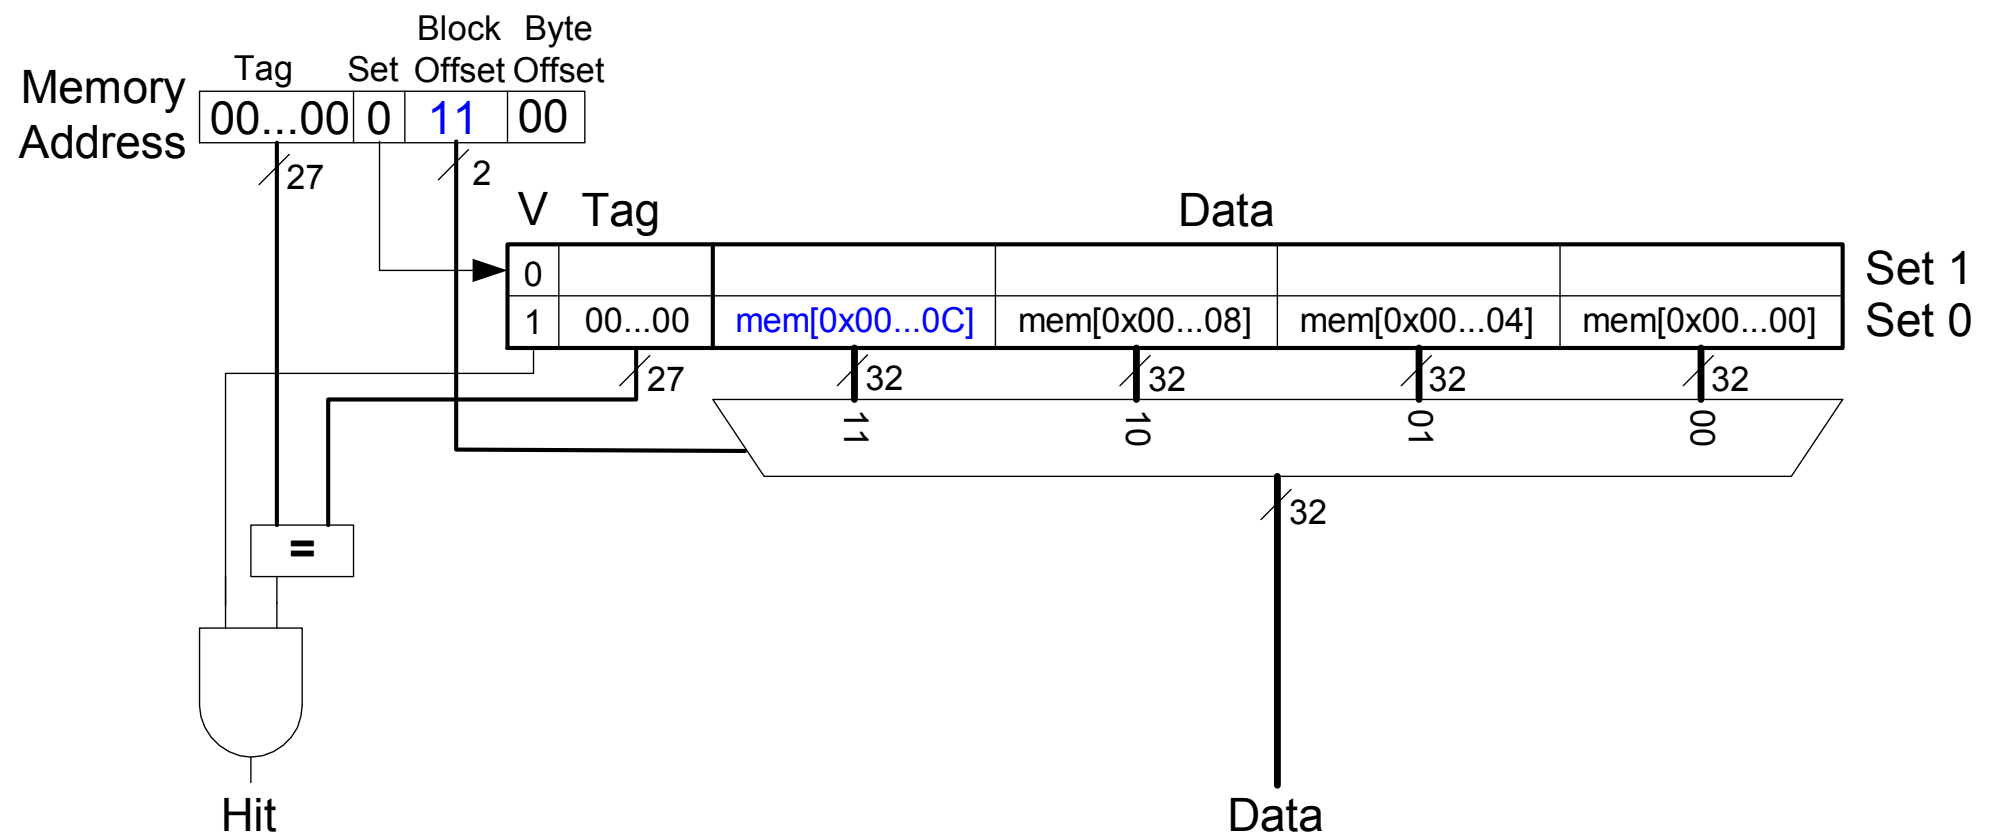 Block Byte
Tag Set Offset Offset
Memory Address
00...00 0 11 00
27 2
V Tag Data
0 Set 1
1 00...00 mem[0x00...0C] mem[0x00...08] mem[0x00...04] mem[0x00...00] Set 0
27 32 32 32 32
11 10 01 00
32
=
Hit Data